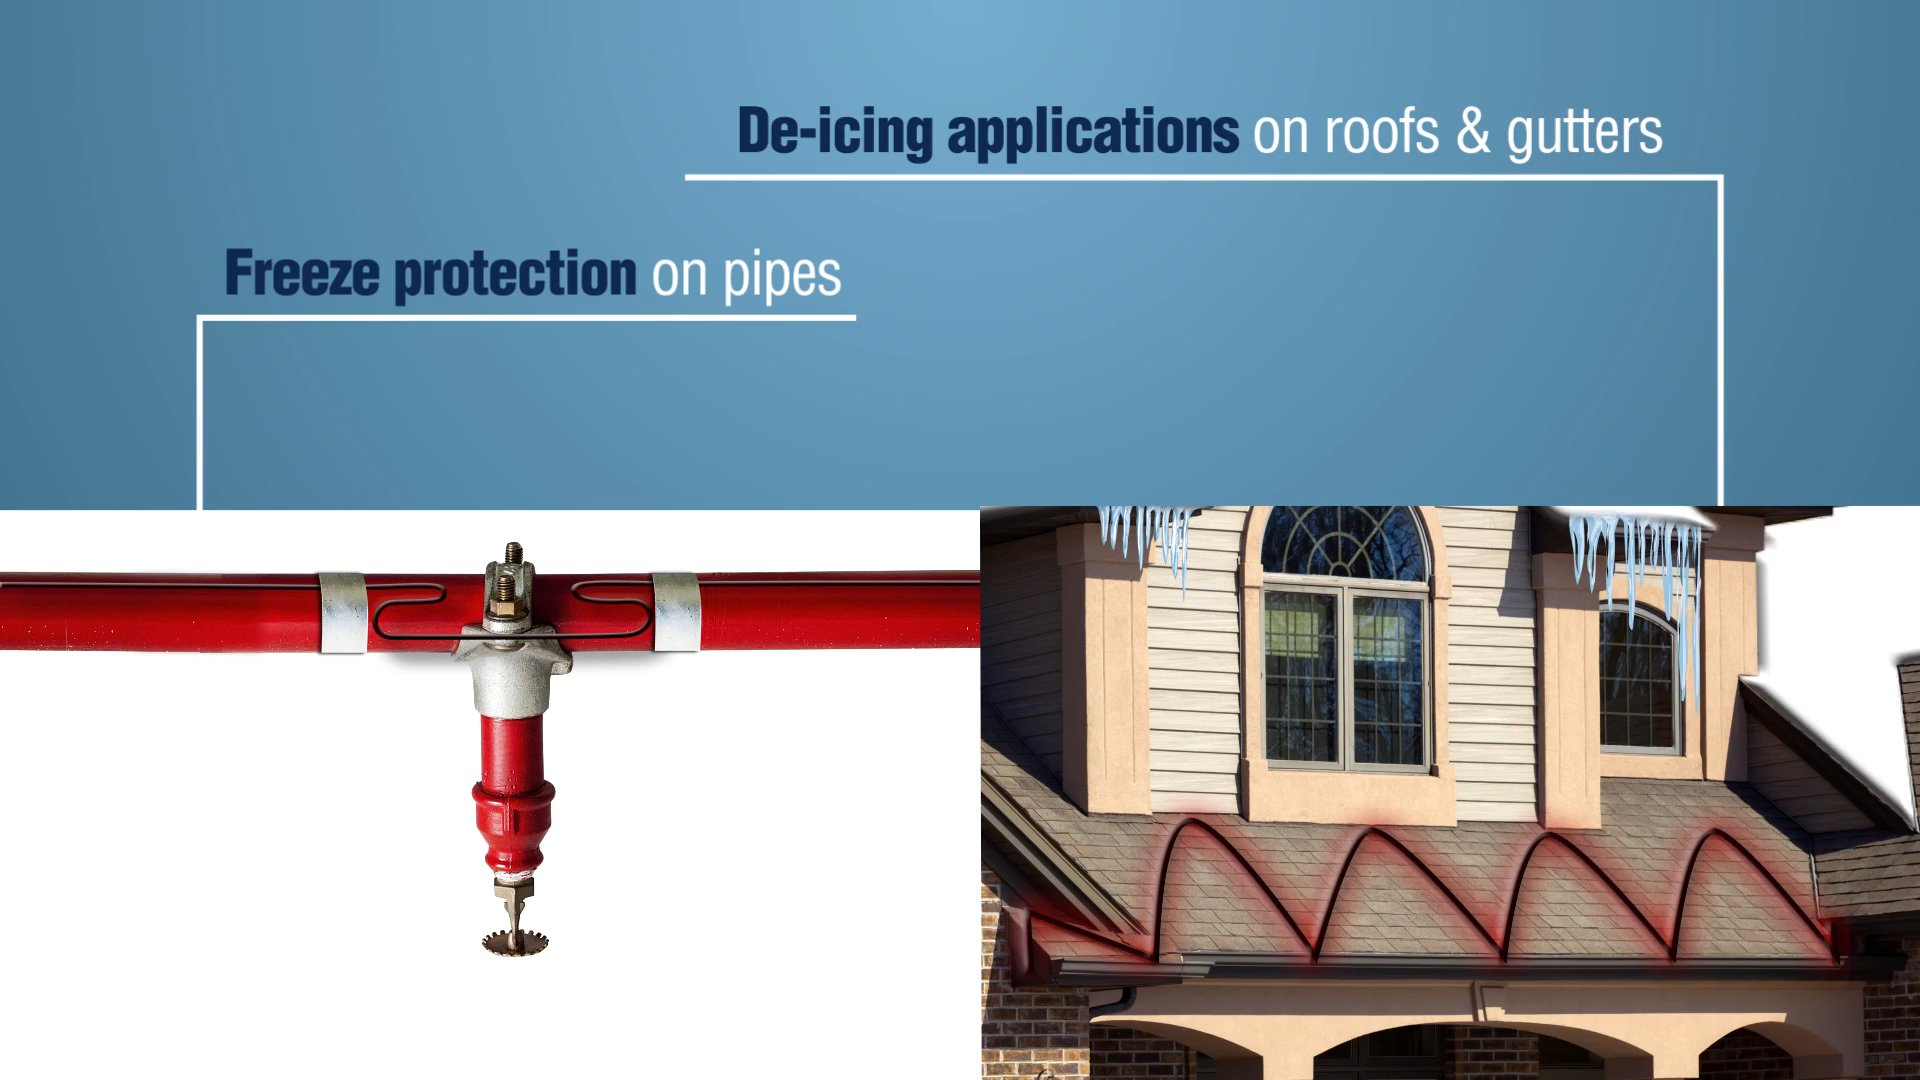 De-icing applications on roofs & gutters
Freeze protection on pipes